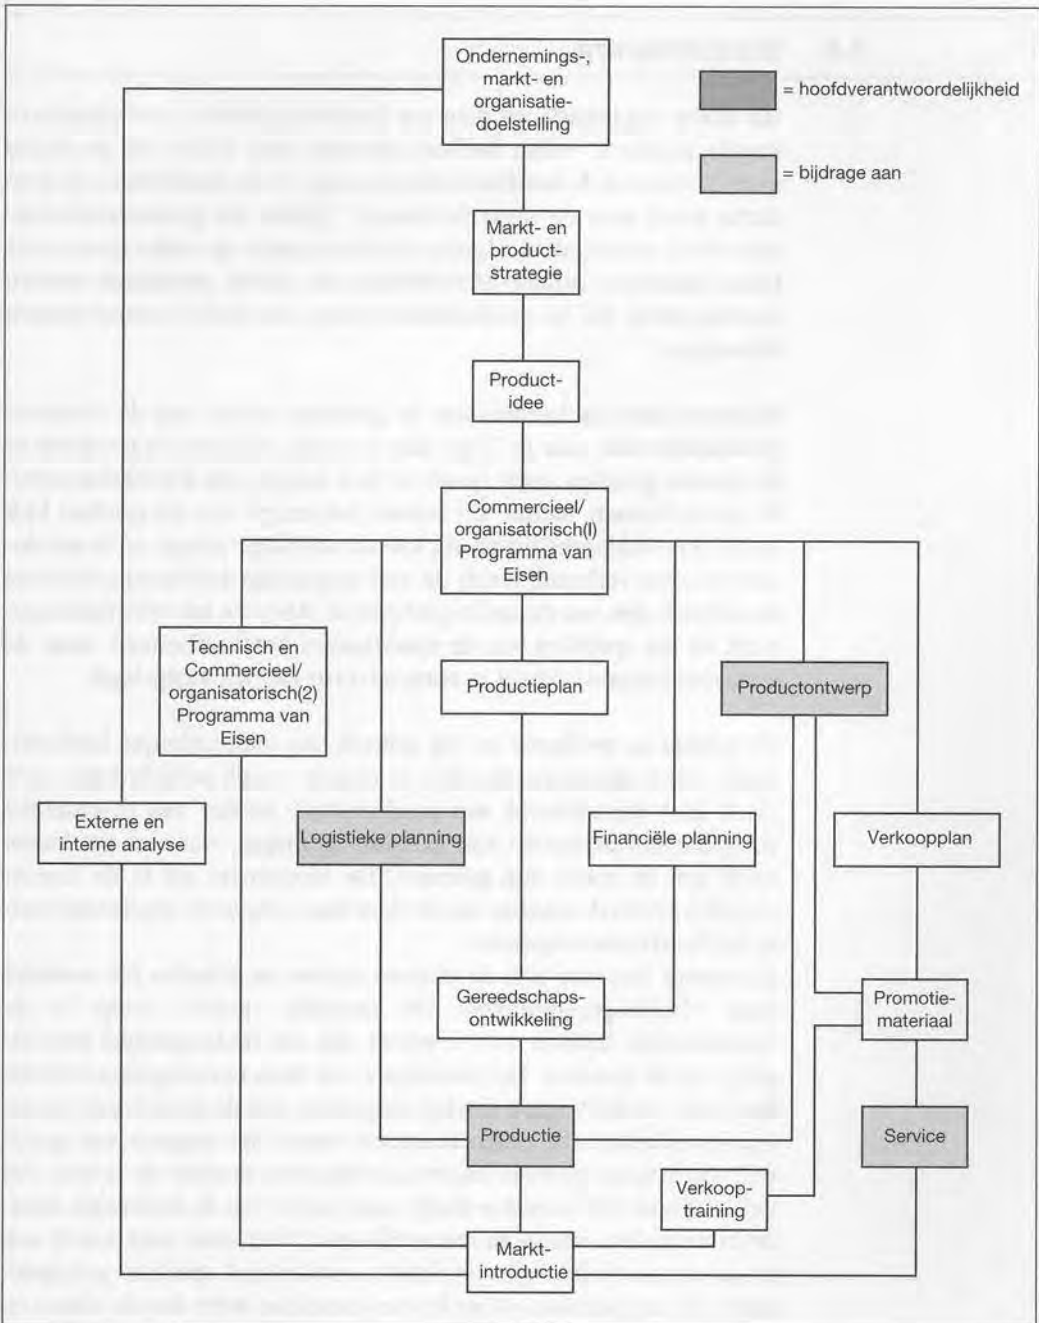 Ondernemings-,
markt- en
organisatie-
doelstelling
= hoofdverantwoordelijkheid
= bijdrage aan
Markt- en
product-
strategie
Product-
idee
Commercieel/
organisatorisch(I)
Programma van
Eisen
Technisch en
Commercieel/
organisatorisch(2)
Programma van
Eisen
Productieplan
Productontwerp
Externe en
interne analyse
Logistieke planning
Financiële planning
Verkoopplan
Gereedschaps-
ontwikkeling
Promotie-
materiaal
Productie
Service
Verkoop-
training
Markt-
introductie